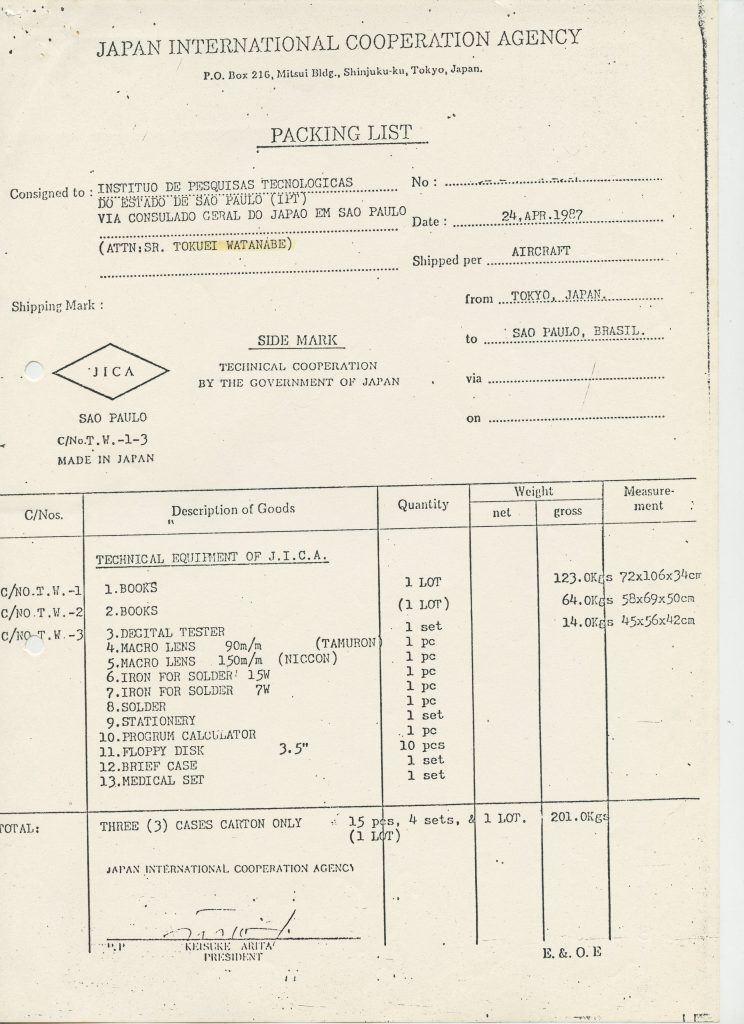 JAPAN INTERNATIONAL COOPERATION AGENCY
P.O. Box 216, Mitsui Bldg., Shinjuku-ku, Tokyo, Japan.
PACKING LIST
Consigned to : INSTITUO DE PESQUISAS TECNOLOGICAS
DO ESTADO DE SAO PAULO (IPT)
VIA CONSULADO GERAL DO JAPAO EM SAO PAULO
(ATTN:SR. TOKUEI WATANABE)
No :
Date : 24,APR.1987
Shipped per AIRCRAFT
from TOKYO, JAPAN.
to SAO PAULO, BRASIL.
via
on
Shipping Mark :
JICA
SAO PAULO
C/No.T.W.-1-3
MADE IN JAPAN
SIDE MARK
TECHNICAL COOPERATION
BY THE GOVERNMENT OF JAPAN
C/Nos. Description of Goods Quantity Weight net gross Measure-ment
TECHNICAL EQUIPMENT OF J.I.C.A.
C/NO.T.W.-1 1.BOOKS 1 LOT 123.0Kgs 72x106x34cm
C/NO.T.W.-2 2.BOOKS (1 LOT) 64.0Kgs 58x69x50cm
C/NO.T.W.-3 3.DEGITAL TESTER 1 set 14.0Kgs 45x56x42cm
4.MACRO LENS 90m/m (TAMURON) 1 pc
5.MACRO LENS 150m/m (NICCON) 1 pc
6.IRON FOR SOLDER 15W 1 pc
7.IRON FOR SOLDER 7W 1 pc
8.SOLDER 1 pc
9.STATIONERY 1 set
10.PROGRUM CALCULATOR 1 pc
11.FLOPPY DISK 3.5" 10 pcs
12.BRIEF CASE 1 set
13.MEDICAL SET 1 set
TOTAL: THREE (3) CASES CARTON ONLY 15 pcs, 4 sets, & 1 LOT. 201.0Kgs
(1 LOT)
JAPAN INTERNATIONAL COOPERATION AGENCY
P.P KEISUKE ARITA
PRESIDENT
E. &. O. E